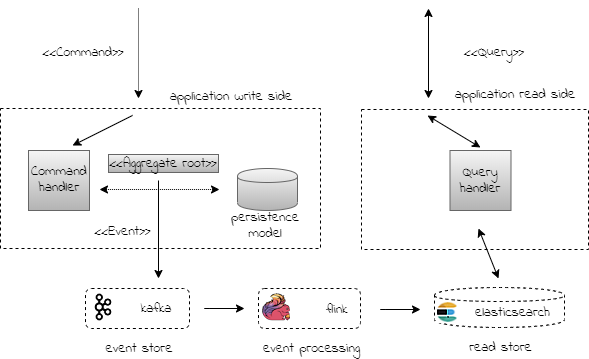 <<Command>>
<<Query>>
application write side
application read side
Command
handler
<<Aggregate root>>
persistence
model
<<Event>>
Query
handler
kafka
flink
elasticsearch
event store
event processing
read store